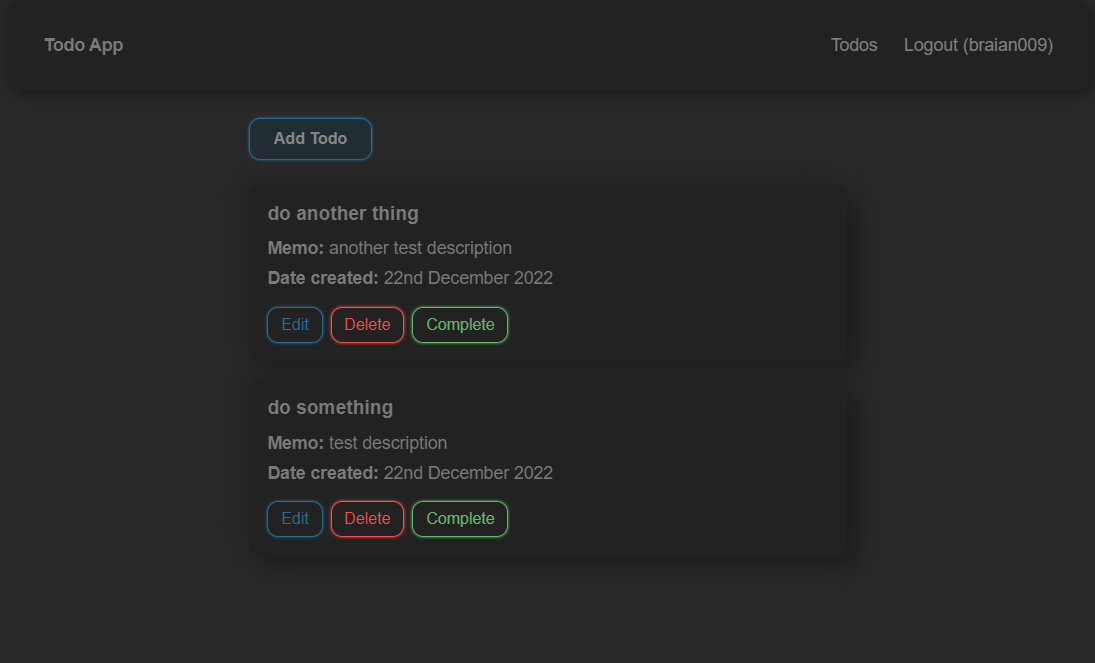 Todo App Todos Logout (braian009)
Add Todo
do another thing
Memo: another test description
Date created: 22nd December 2022
Edit Delete Complete
do something
Memo: test description
Date created: 22nd December 2022
Edit Delete Complete